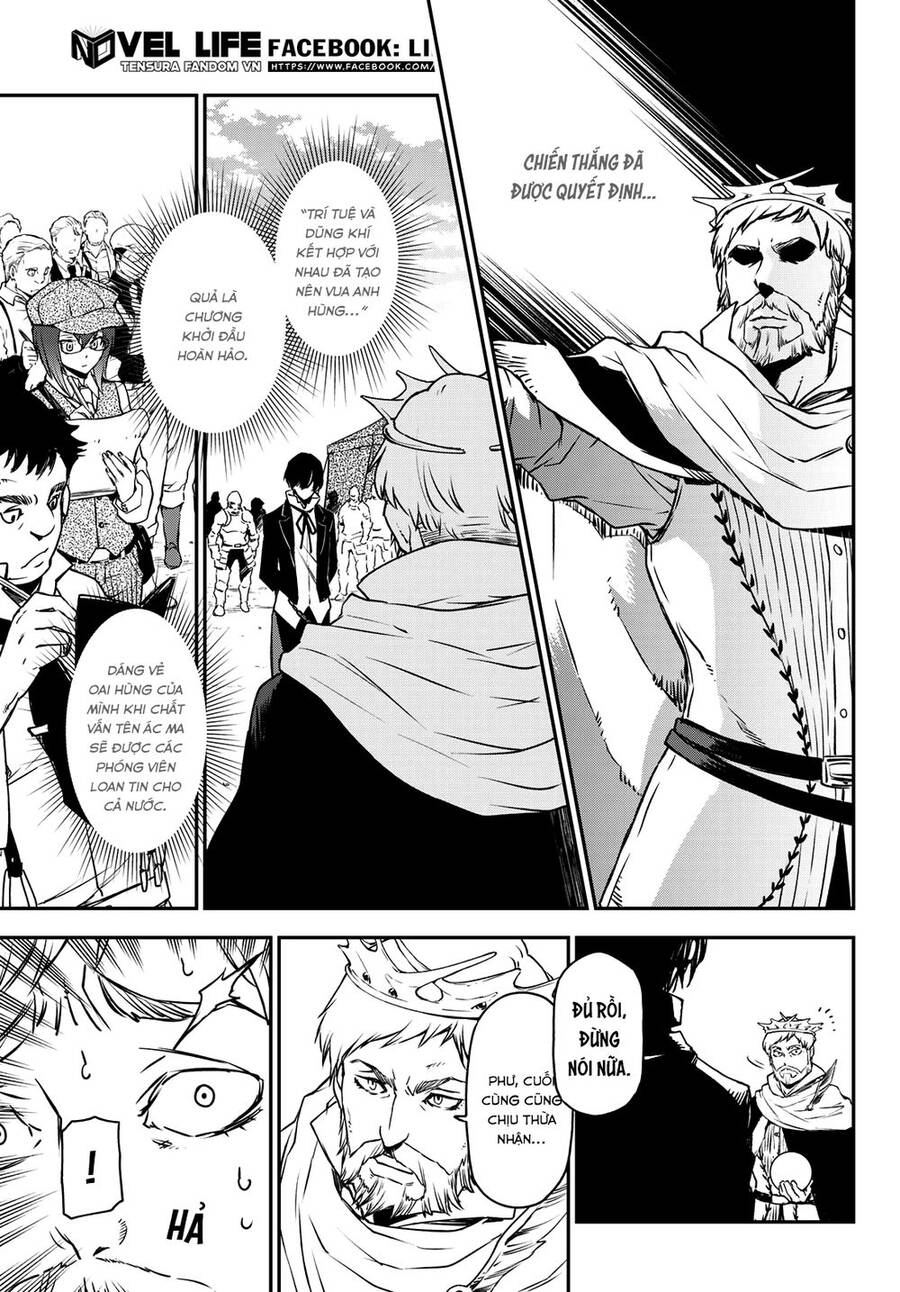 NOVEL LIFE
TENSURA FANDOM VN
FACEBOOK: LI
HTTPS://WWW.FACEBOOK.COM/
CHIẾN THẮNG ĐÃ
ĐƯỢC QUYẾT ĐỊNH...
“TRÍ TUỆ VÀ
DŨNG KHÍ
KẾT HỢP VỚI
NHAU ĐÃ TẠO
NÊN VUA ANH
HÙNG...“
QUẢ LÀ
CHƯƠNG
KHỞI ĐẦU
HOÀN HẢO.
DÁNG VẺ
OAI HÙNG CỦA
MÌNH KHI CHẤT
VẤN TÊN ÁC MA
SẼ ĐƯỢC CÁC
PHÓNG VIÊN
LOAN TIN CHO
CẢ NƯỚC.
ĐỦ RỒI,
ĐỪNG
NÓI NỮA.
PHƯ, CUỐI
CÙNG CŨNG
CHỊU THỪA
NHẬN...
!
HẢ